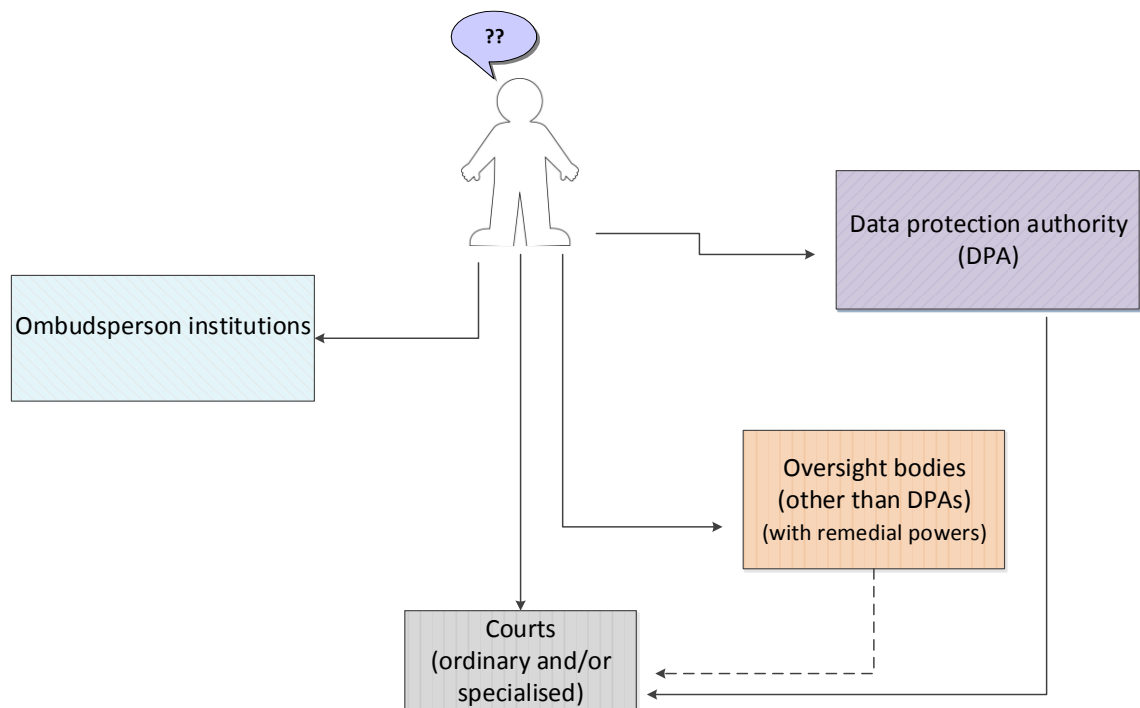 ??
Data protection authority
(DPA)
Ombudsperson institutions
Oversight bodies
(other than DPAs)
(with remedial powers)
Courts
(ordinary and/or
specialised)